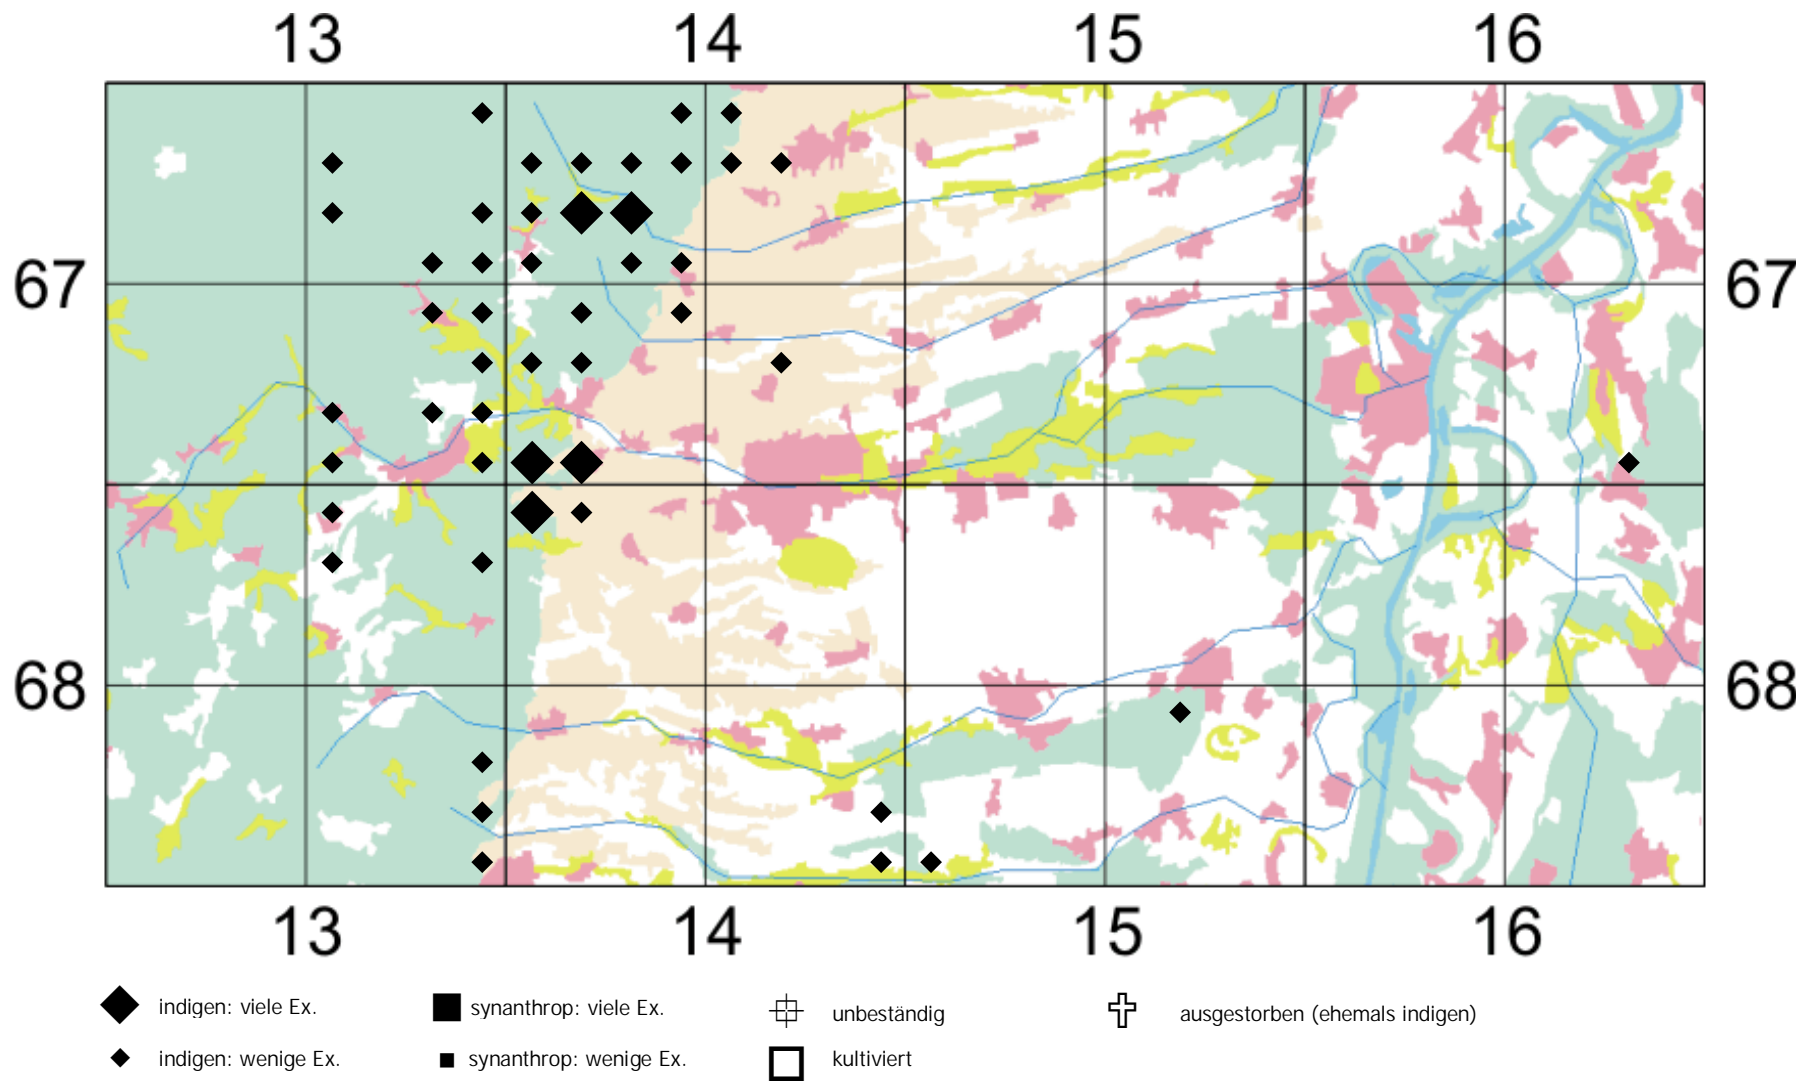 13 14 15 16
67 67
68 68
13 14 15 16
indigen: viele Ex. synanthrop: viele Ex. unbeständig ausgestorben (ehemals indigen)
indigen: wenige Ex. synanthrop: wenige Ex. kultiviert